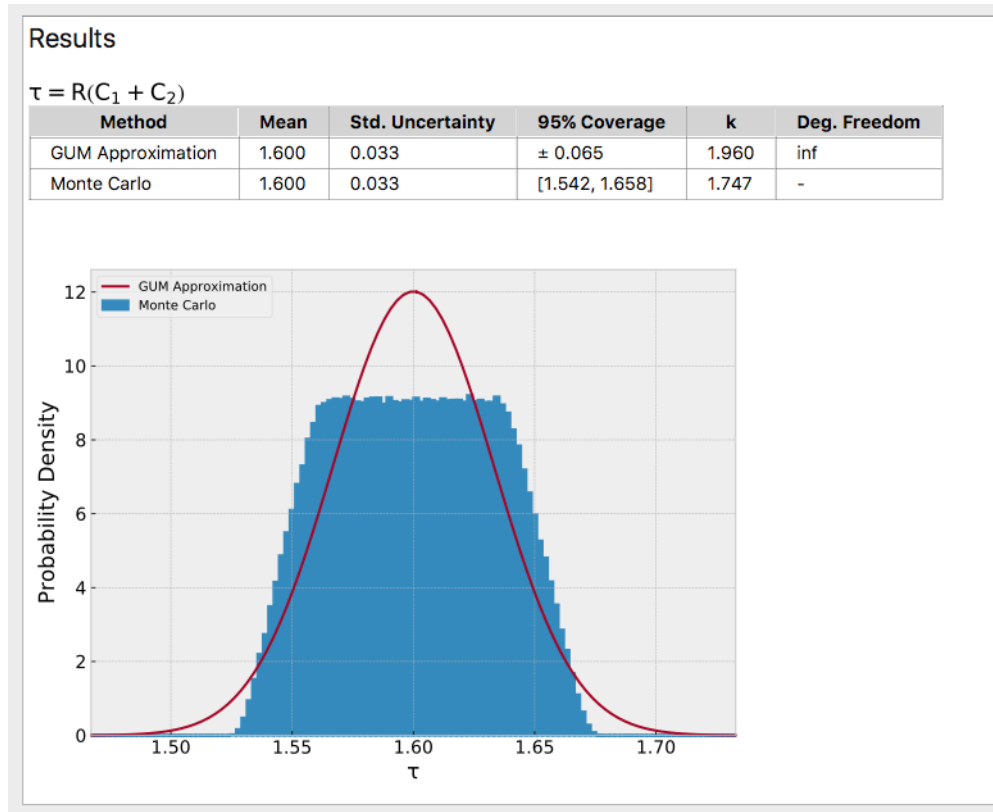 Results
τ = R(C₁ + C₂)
Method Mean Std. Uncertainty 95% Coverage k Deg. Freedom
GUM Approximation 1.600 0.033 ± 0.065 1.960 inf
Monte Carlo 1.600 0.033 [1.542, 1.658] 1.747 -
GUM Approximation
Monte Carlo
Probability Density
12
10
8
6
4
2
0
1.50 1.55 1.60 1.65 1.70
τ